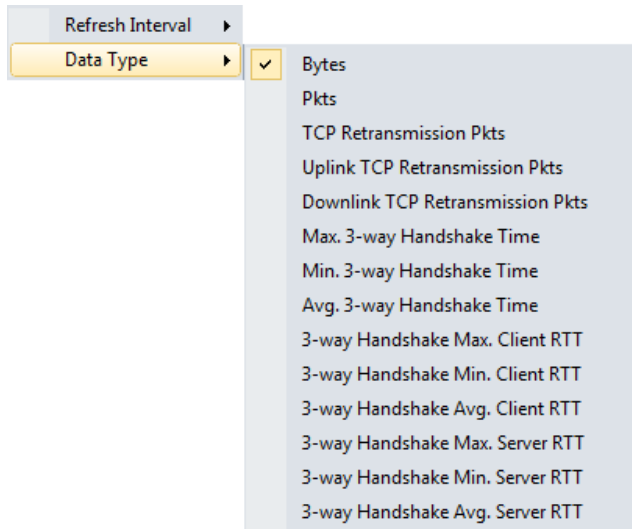 Refresh Interval
Data Type
Bytes
Pkts
TCP Retransmission Pkts
Uplink TCP Retransmission Pkts
Downlink TCP Retransmission Pkts
Max. 3-way Handshake Time
Min. 3-way Handshake Time
Avg. 3-way Handshake Time
3-way Handshake Max. Client RTT
3-way Handshake Min. Client RTT
3-way Handshake Avg. Client RTT
3-way Handshake Max. Server RTT
3-way Handshake Min. Server RTT
3-way Handshake Avg. Server RTT